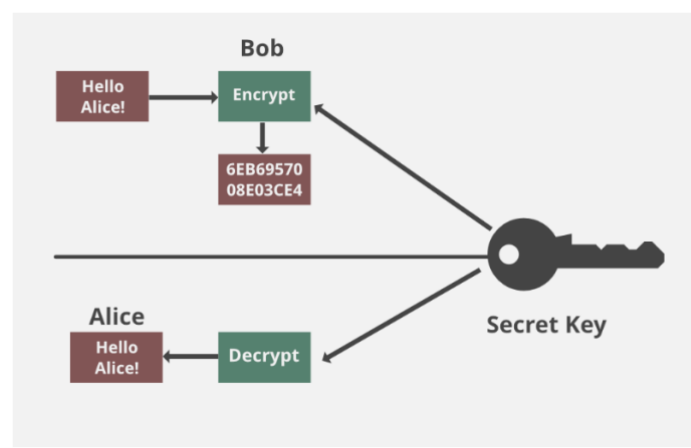 Bob
Hello
Alice!
Encrypt
6EB69570
08E03CE4
Secret Key
Alice
Hello
Alice!
Decrypt